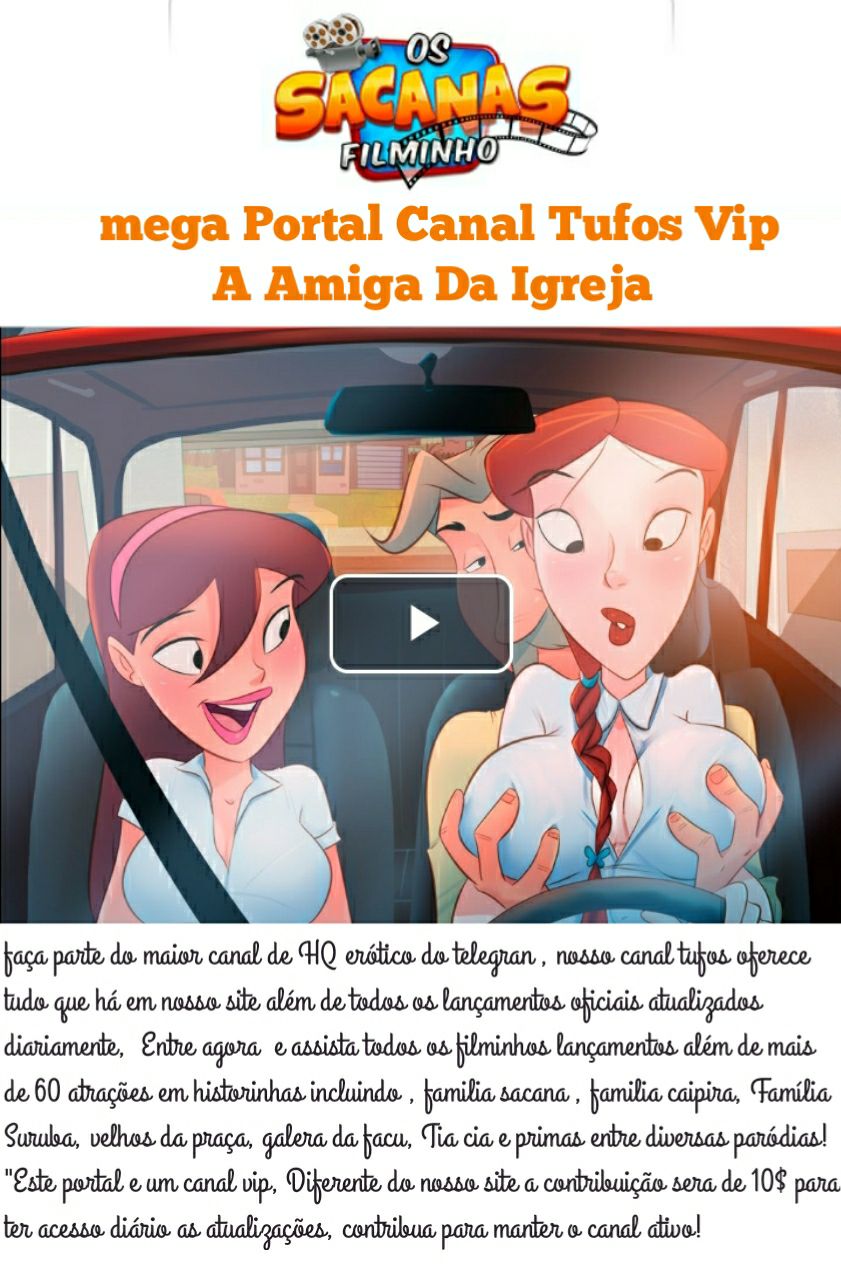 OS
SACANAS
FILMINHO
mega Portal Canal Tufos Vip
A Amiga Da Igreja
faça parte do maior canal de HQ erótico do telegran , nosso canal tufos oferece
tudo que há em nosso site além de todos os lançamentos oficiais atualizados
diariamente, Entre agora e assista todos os filminhos lançamentos além de mais
de 60 atrações em historinhas incluindo , familia sacana , familia caipira, Família
Suruba, velhos da praça, galera da facu, Tia cia e primas entre diversas paródias!
"Este portal e um canal vip, Diferente do nosso site a contribuição sera de 10$ para
ter acesso diário as atualizações, contribua para manter o canal ativo!